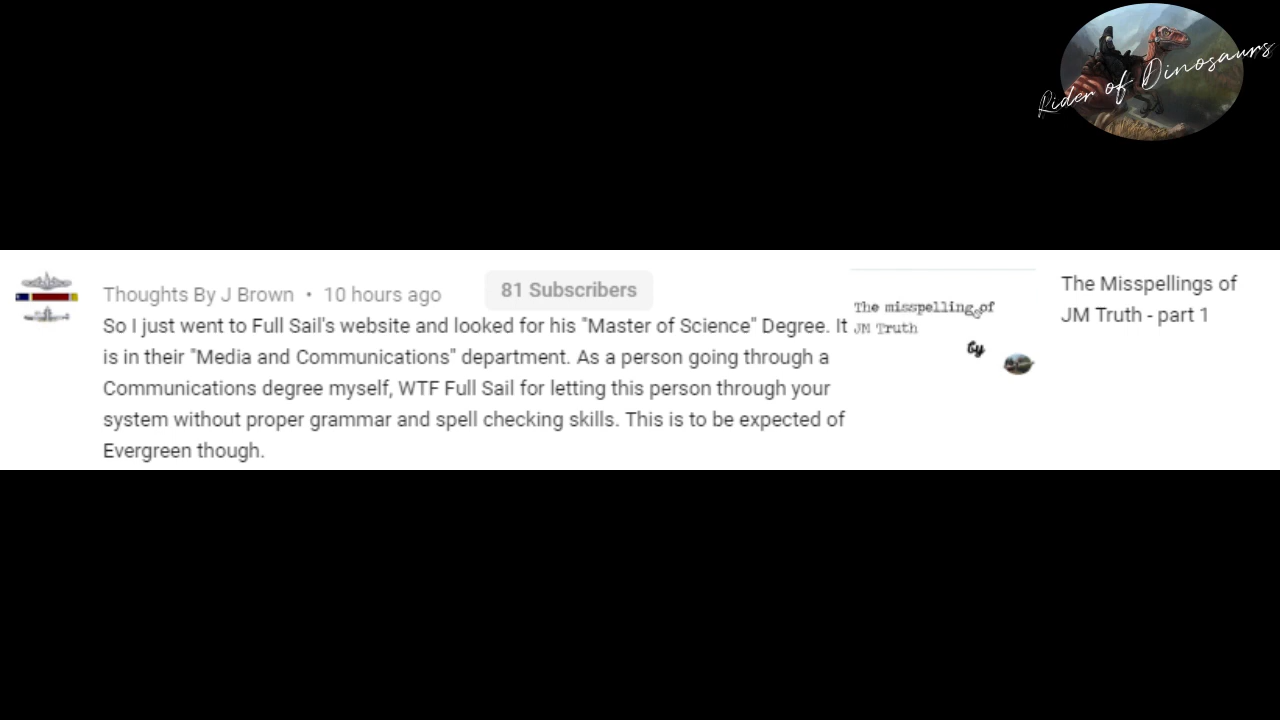 Rider of Dinosaurs
Thoughts By J Brown • 10 hours ago
81 Subscribers
So I just went to Full Sail's website and looked for his "Master of Science" Degree. It
is in their "Media and Communications" department. As a person going through a
Communications degree myself, WTF Full Sail for letting this person through your
system without proper grammar and spell checking skills. This is to be expected of
Evergreen though.
The misspellings of
JM Truth
by
The Misspellings of
JM Truth - part 1